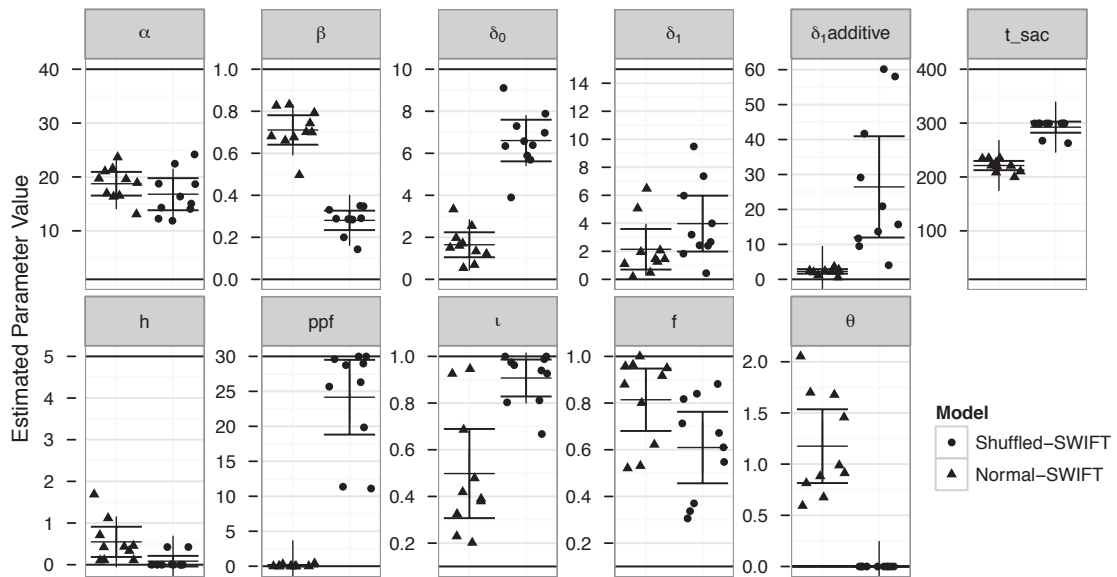 α β δ0 δ1 δ1additive t_sac
40 1.0 10 14 60 400
12 50
30 0.8 8 300
10 40
0.6 6 8
20 30 200
0.4 4 6
20
10 4 100
0.2 2 2 10
0.0 0 0 0
h ppf ι f θ
5 30 1.0 1.0 2.0
4 25 0.8 0.8
20 1.5
3 0.6 0.6
15 1.0
2 10 0.4 0.4
1 5 0.5
0.2 0.2
0 0 0.0
Estimated Parameter Value
Model
Shuffled-SWIFT
Normal-SWIFT